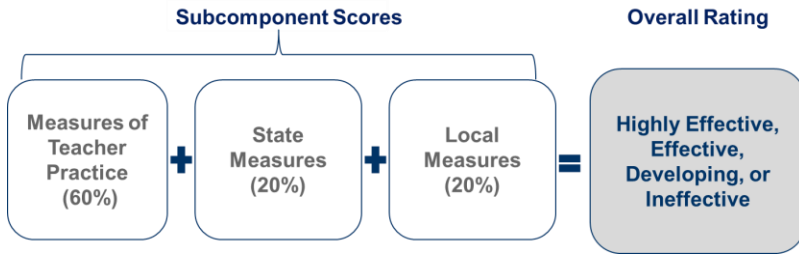 Subcomponent Scores
Overall Rating
Measures of
Teacher
Practice
(60%)
+
State
Measures
(20%)
+
Local
Measures
(20%)
=
Highly Effective,
Effective,
Developing, or
Ineffective